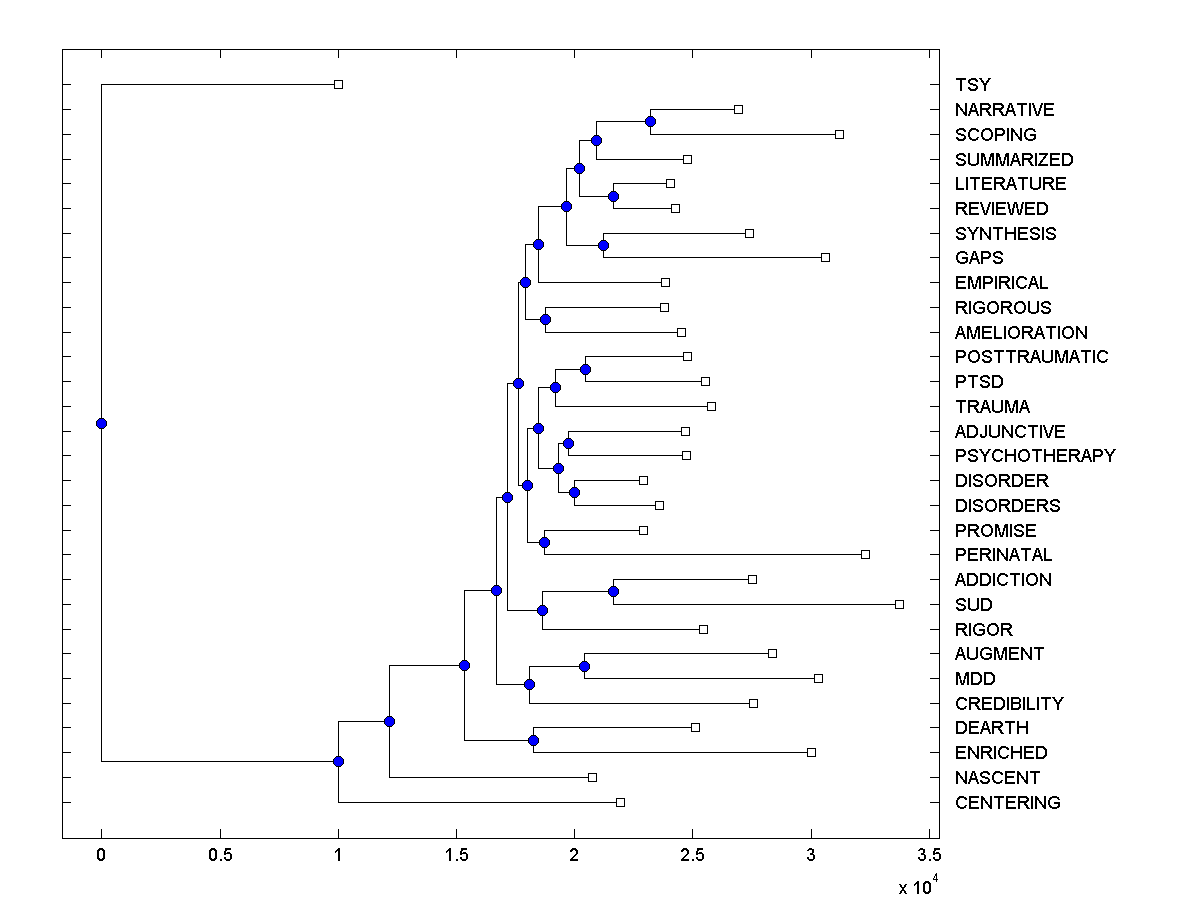 TSY
NARRATIVE
SCOPING
SUMMARIZED
LITERATURE
REVIEWED
SYNTHESIS
GAPS
EMPIRICAL
RIGOROUS
AMELIORATION
POSTTRAUMATIC
PTSD
TRAUMA
ADJUNCTIVE
PSYCHOTHERAPY
DISORDER
DISORDERS
PROMISE
PERINATAL
ADDICTION
SUD
RIGOR
AUGMENT
MDD
CREDIBILITY
DEARTH
ENRICHED
NASCENT
CENTERING
0 0.5 1 1.5 2 2.5 3 3.5
x 10^4